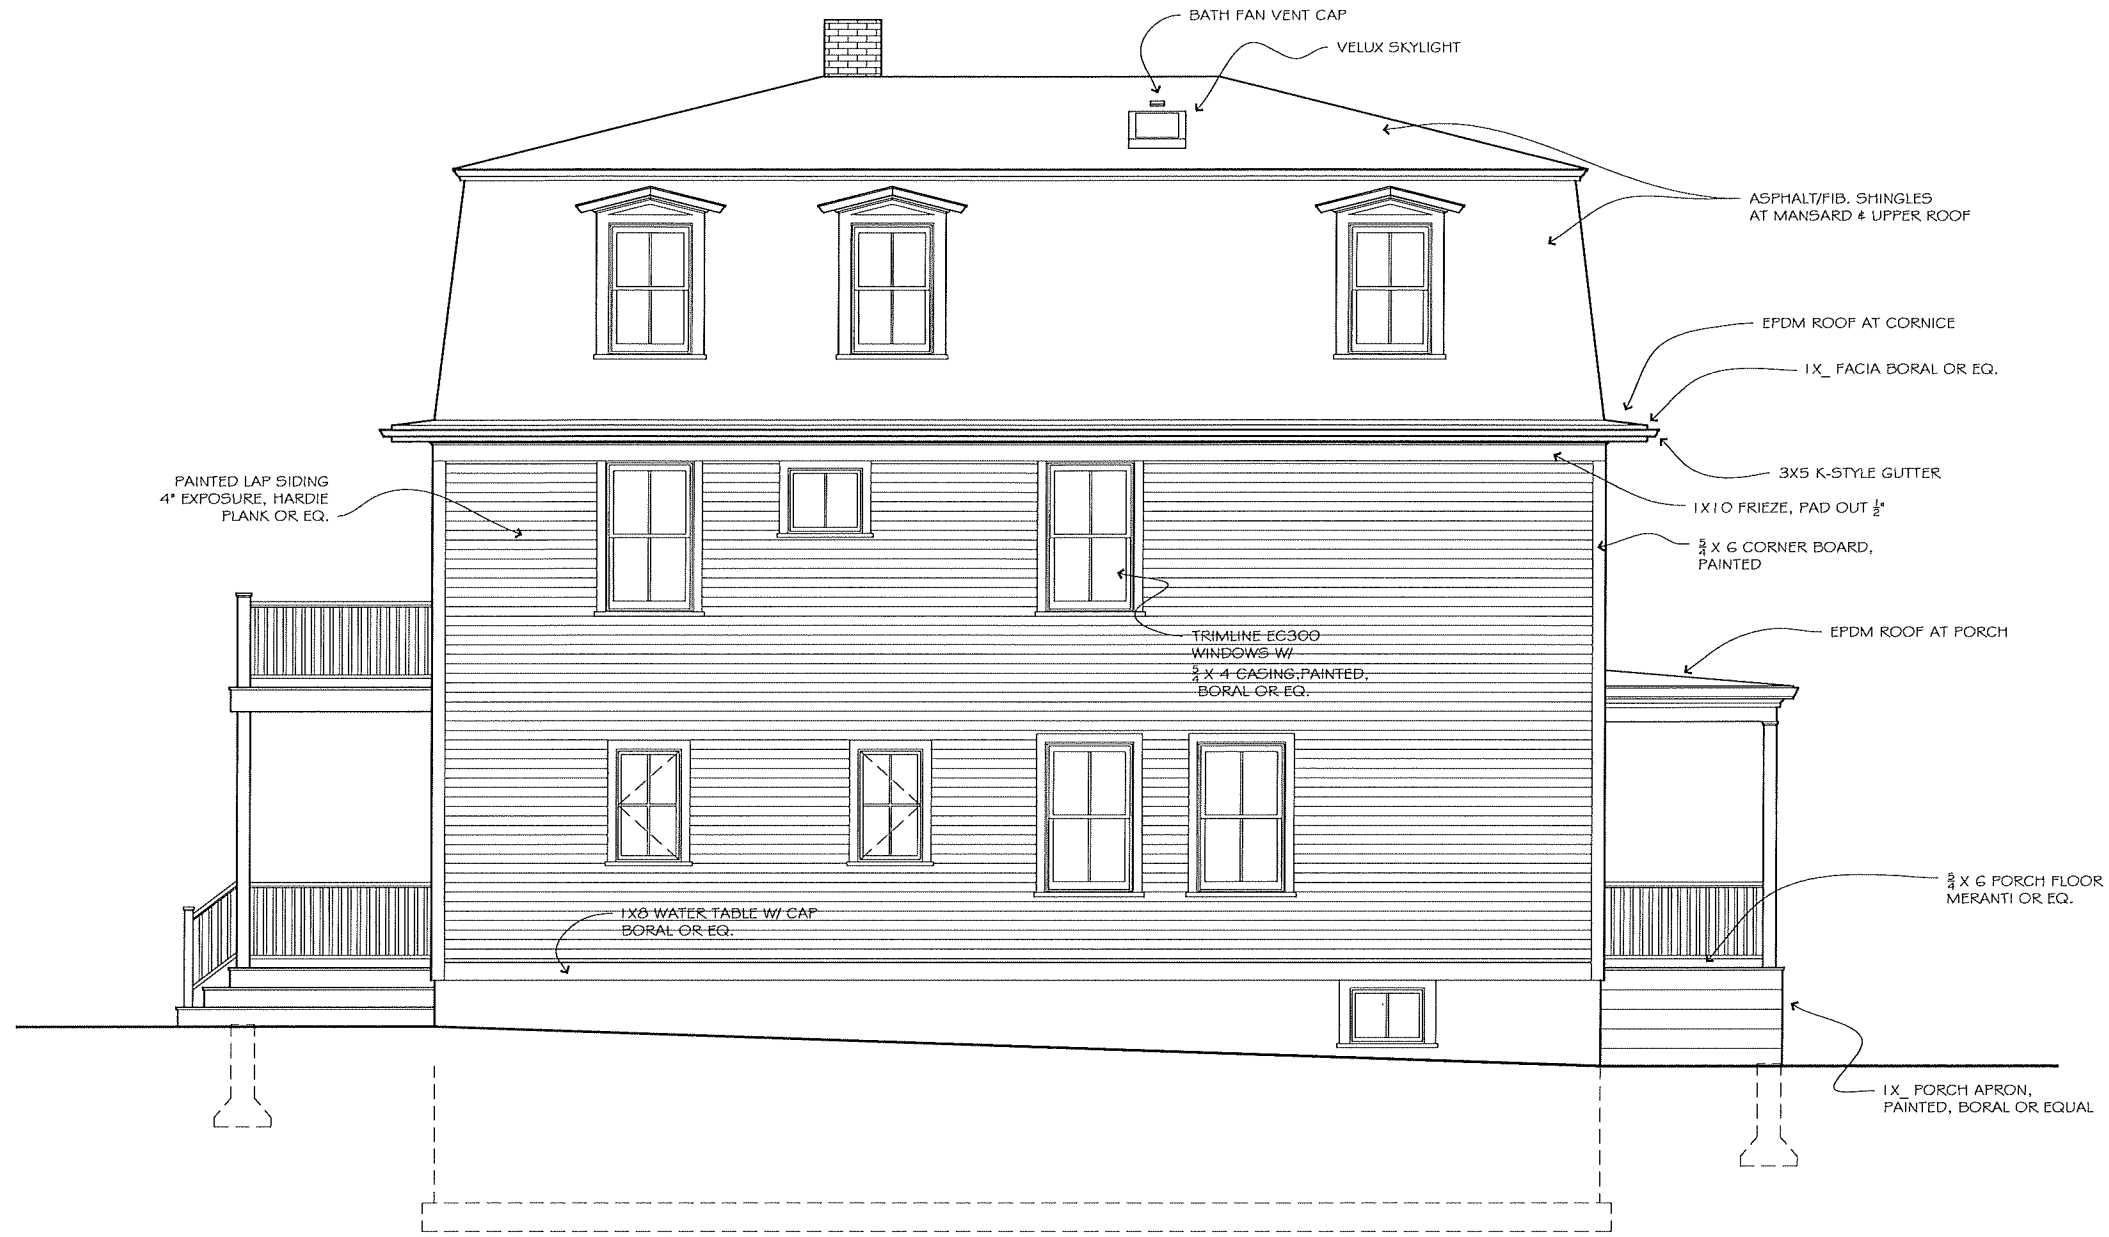 BATH FAN VENT CAP
VELUX SKYLIGHT
ASPHALT/FIB. SHINGLES
AT MANSARD & UPPER ROOF
EPDM ROOF AT CORNICE
1X_ FACIA BORAL OR EQ.
PAINTED LAP SIDING
4" EXPOSURE, HARDIE
PLANK OR EQ.
3X5 K-STYLE GUTTER
1X10 FRIEZE, PAD OUT ½"
5/4 X 6 CORNER BOARD,
PAINTED
TRIMLINE EC300
WINDOWS W/
5/4 X 4 CASING;PAINTED,
BORAL OR EQ.
EPDM ROOF AT PORCH
5/4 X 6 PORCH FLOOR
MERANTI OR EQ.
1X8 WATER TABLE W/ CAP
BORAL OR EQ.
1X_ PORCH APRON,
PAINTED, BORAL OR EQUAL